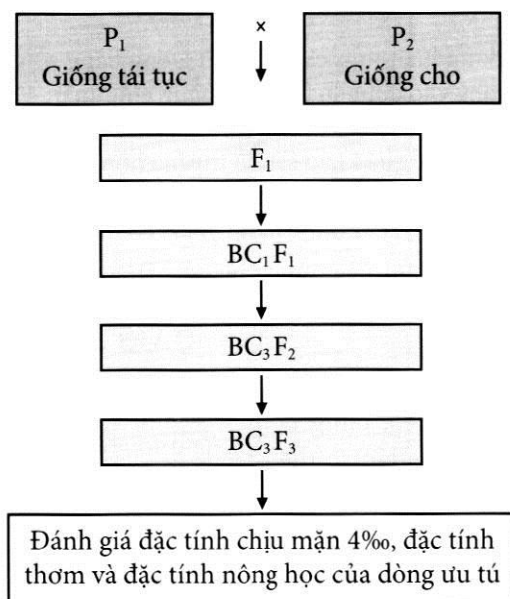 P₁
Giống tái tục
×
P₂
Giống cho
F₁
BC₁F₁
BC₃F₂
BC₃F₃
Đánh giá đặc tính chịu mặn 4‰, đặc tính
thơm và đặc tính nông học của dòng ưu tú